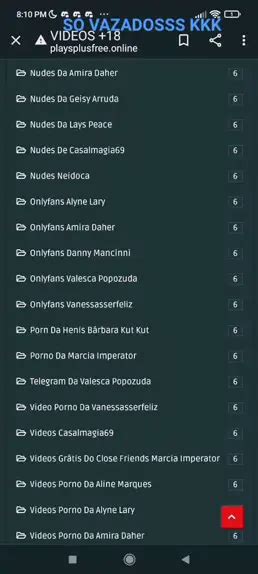 8:10 PM
SO VAZADOSSS KKK
VIDEOS +18
playsplusfree.online
Nudes Da Amira Daher 6
Nudes Da Geisy Arruda 6
Nudes Da Lays Peace 6
Nudes De Casalmagia69 6
Nudes Neidoca 6
Onlyfans Alyne Lary 6
Onlyfans Amira Daher 6
Onlyfans Danny Mancinni 6
Onlyfans Valesca Popozuda 6
Onlyfans Vanessasserfeliz 6
Porn Da Henis Bárbara Kut Kut 6
Porno Da Marcia Imperator 6
Telegram Da Valesca Popozuda 6
Video Porno Da Vanessasserfeliz 6
Videos Casalmagia69 6
Videos Grátis Do Close Friends Marcia Imperator 6
Videos Porno Da Aline Marques 6
Videos Porno Da Alyne Lary
Videos Porno Da Amira Daher 6